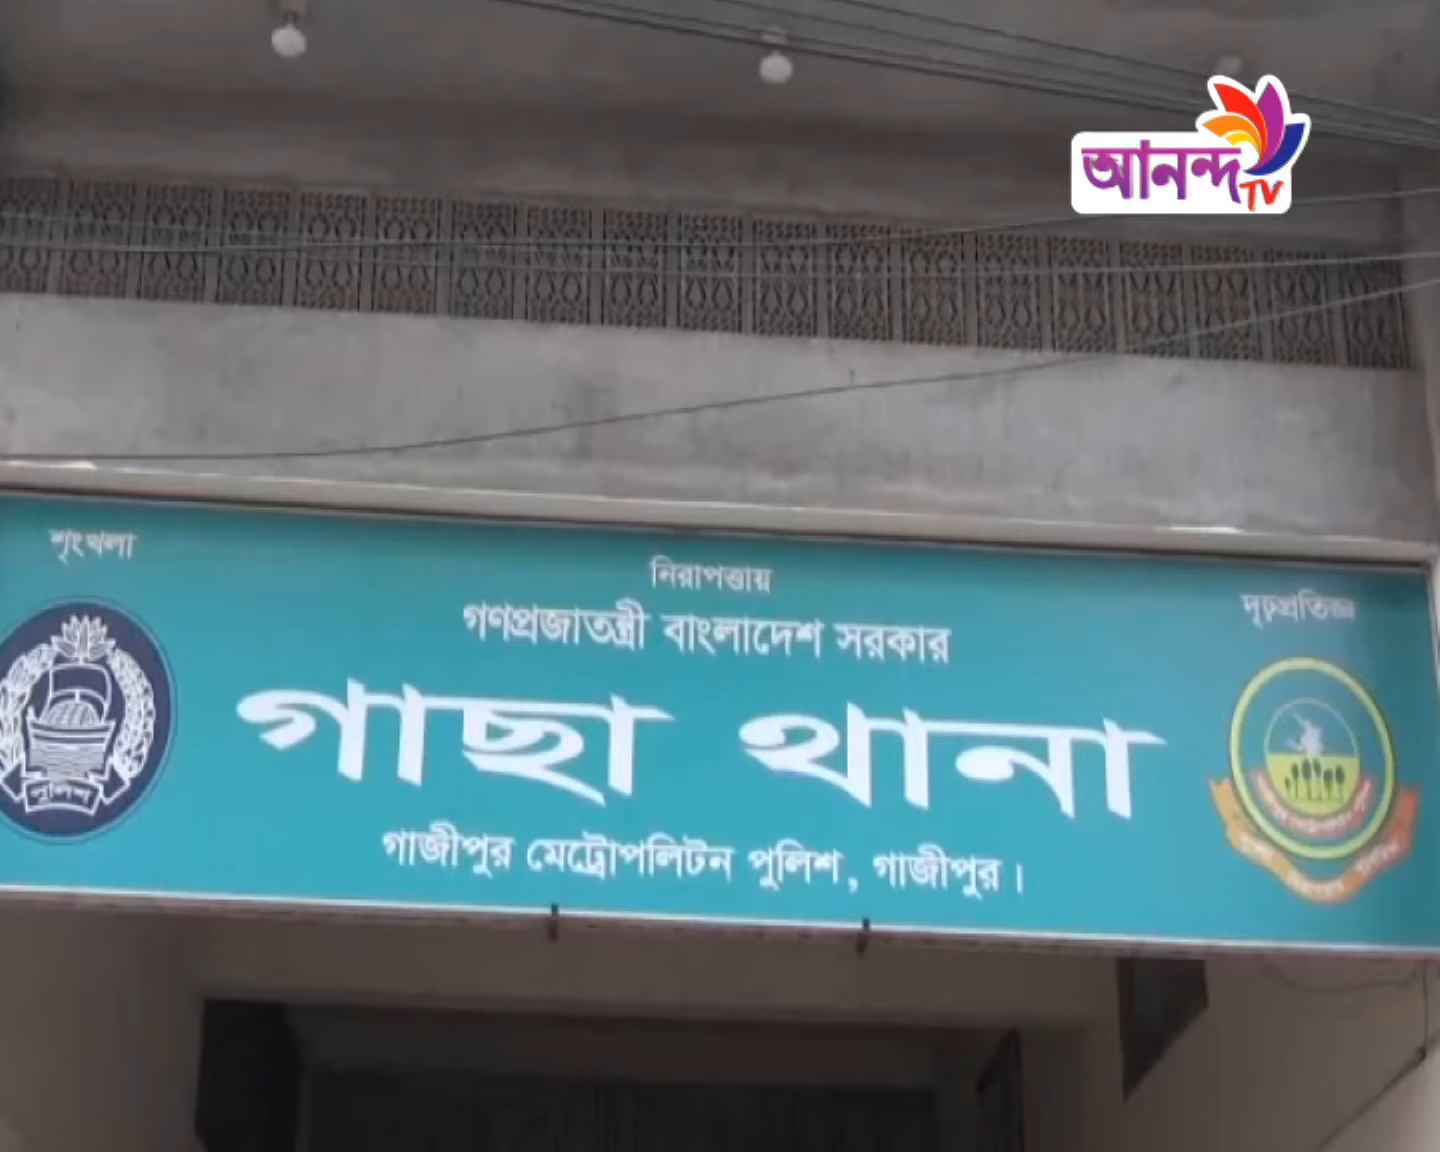 আনন্দ TV
শৃংখলা
নিরাপত্তায়
দৃঢ়প্রতিজ্ঞ
গণপ্রজাতন্ত্রী বাংলাদেশ সরকার
গাছা থানা
পুলিশ
গাজীপুর মেট্রোপলিটন পুলিশ, গাজীপুর।